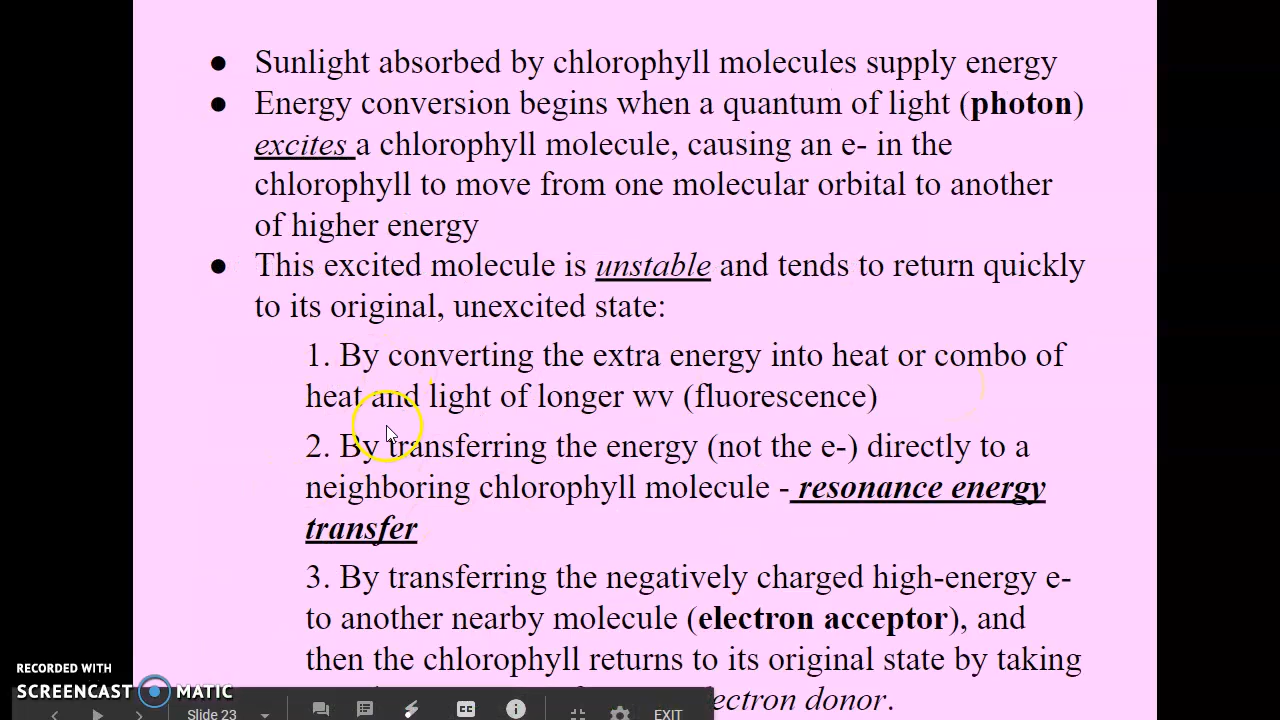 ● Sunlight absorbed by chlorophyll molecules supply energy
● Energy conversion begins when a quantum of light (photon)
excites a chlorophyll molecule, causing an e- in the
chlorophyll to move from one molecular orbital to another
of higher energy
● This excited molecule is unstable and tends to return quickly
to its original, unexcited state:
1. By converting the extra energy into heat or combo of
heat and light of longer wv (fluorescence)
2. By transferring the energy (not the e-) directly to a
neighboring chlorophyll molecule - resonance energy
transfer
3. By transferring the negatively charged high-energy e-
to another nearby molecule (electron acceptor), and
then the chlorophyll returns to its original state by taking
electron donor.
RECORDED WITH
SCREENCAST MATIC
Slide 23
CC
EXIT